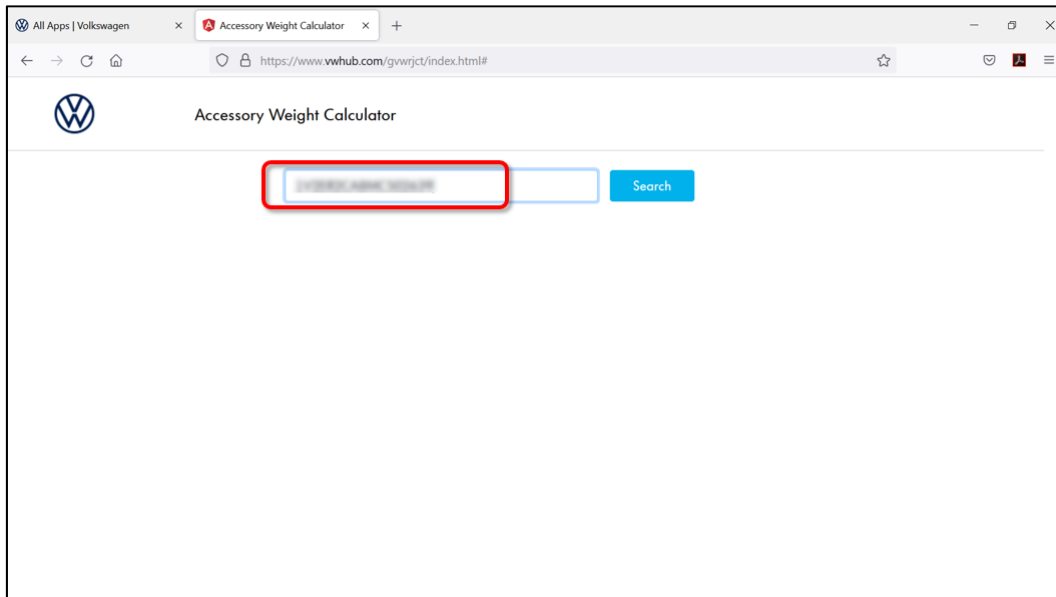 All Apps | Volkswagen
Accessory Weight Calculator
https://www.vwhub.com/gvwrjct/index.html#
Accessory Weight Calculator
Search